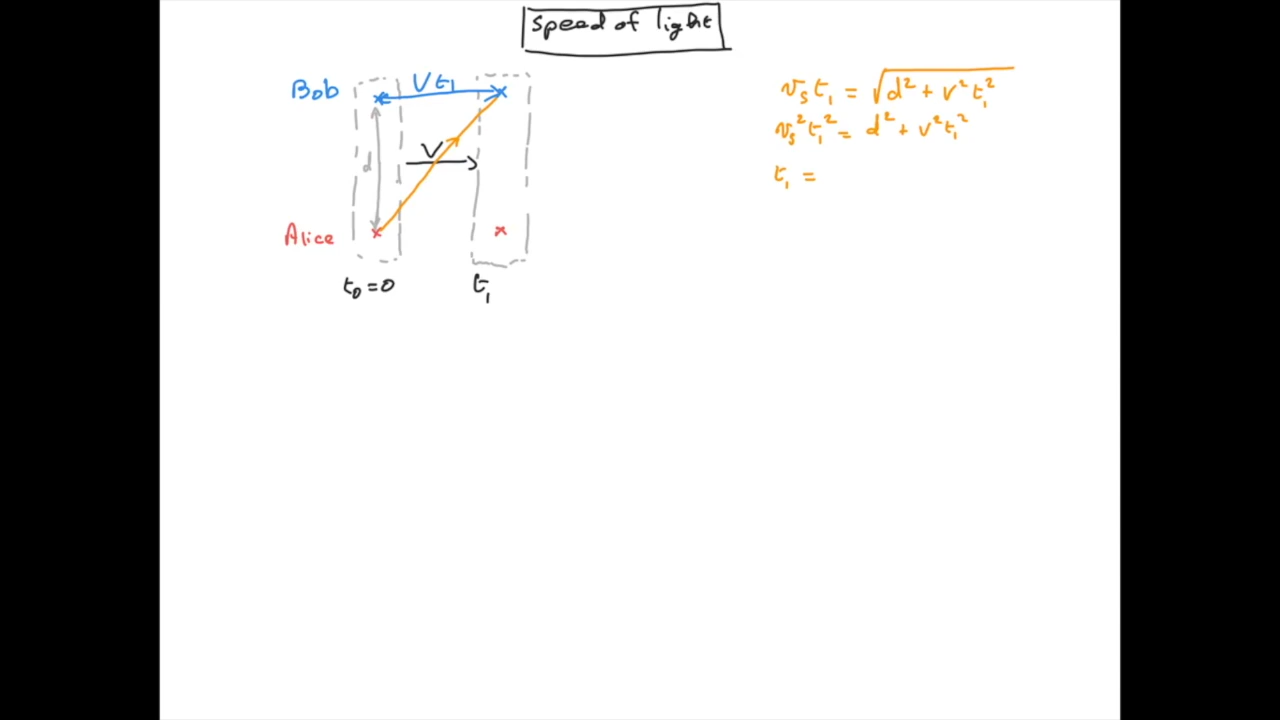 Speed of light
Bob
V t₁
d
V
Alice
t₀ = 0
t₁
vₛ t₁ = √(d² + v² t₁²)
vₛ² t₁² = d² + v² t₁²
t₁ =